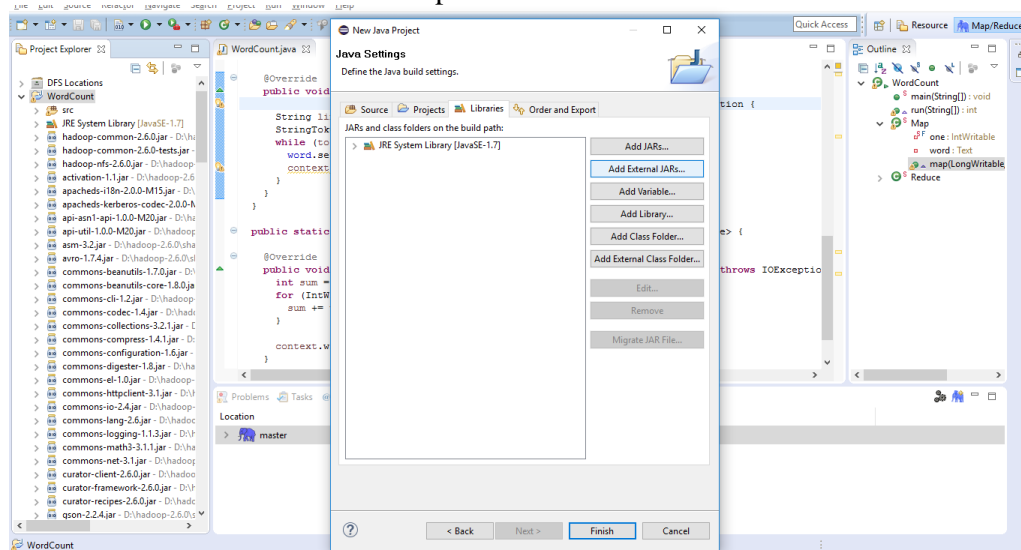 File Edit Source Refactor Navigate Search Project Run Window Help
Quick Access
Resource
Map/Reduce
Project Explorer
DFS Locations
WordCount
src
JRE System Library [JavaSE-1.7]
hadoop-common-2.6.0.jar - D:\ha
hadoop-common-2.6.0-tests.jar -
hadoop-nfs-2.6.0.jar - D:\hadoop
activation-1.1.jar - D:\hadoop-2.6
apacheds-i18n-2.0.0-M15.jar - D:\
apacheds-kerberos-codec-2.0.0-M
api-asn1-api-1.0.0-M20.jar - D:\ha
api-util-1.0.0-M20.jar - D:\hadoop
asm-3.2.jar - D:\hadoop-2.6.0\sha
avro-1.7.4.jar - D:\hadoop-2.6.0\sl
commons-beanutils-1.7.0.jar - D:\
commons-beanutils-core-1.8.0.ja
commons-cli-1.2.jar - D:\hadoop-
commons-codec-1.4.jar - D:\hado
commons-collections-3.2.1.jar - D
commons-compress-1.4.1.jar - D:
commons-configuration-1.6.jar -
commons-digester-1.8.jar - D:\ha
commons-el-1.0.jar - D:\hadoop-
commons-httpclient-3.1.jar - D:\h
commons-io-2.4.jar - D:\hadoop-
commons-lang-2.6.jar - D:\hadoc
commons-logging-1.1.3.jar - D:\h
commons-math3-3.1.1.jar - D:\ha
commons-net-3.1.jar - D:\hadoop
curator-client-2.6.0.jar - D:\hadoo
curator-framework-2.6.0.jar - D:\h
curator-recipes-2.6.0.jar - D:\hadc
gson-2.2.4.jar - D:\hadoop-2.6.0\s
WordCount
WordCount.java
@Override
public void
tion {
String li
StringTok
while (to
word.se
context
}
}
}
public static
e> {
@Override
public void
throws IOExceptio
int sum =
for (IntW
sum +=
}
context.w
}
Problems
Tasks
Location
master
New Java Project
Java Settings
Define the Java build settings.
Source
Projects
Libraries
Order and Export
JARs and class folders on the build path:
JRE System Library [JavaSE-1.7]
Add JARs...
Add External JARs...
Add Variable...
Add Library...
Add Class Folder...
Add External Class Folder...
Edit...
Remove
Migrate JAR File...
< Back
Next >
Finish
Cancel
Outline
WordCount
main(String[]) : void
run(String[]) : int
Map
one : IntWritable
word : Text
map(LongWritable,
Reduce